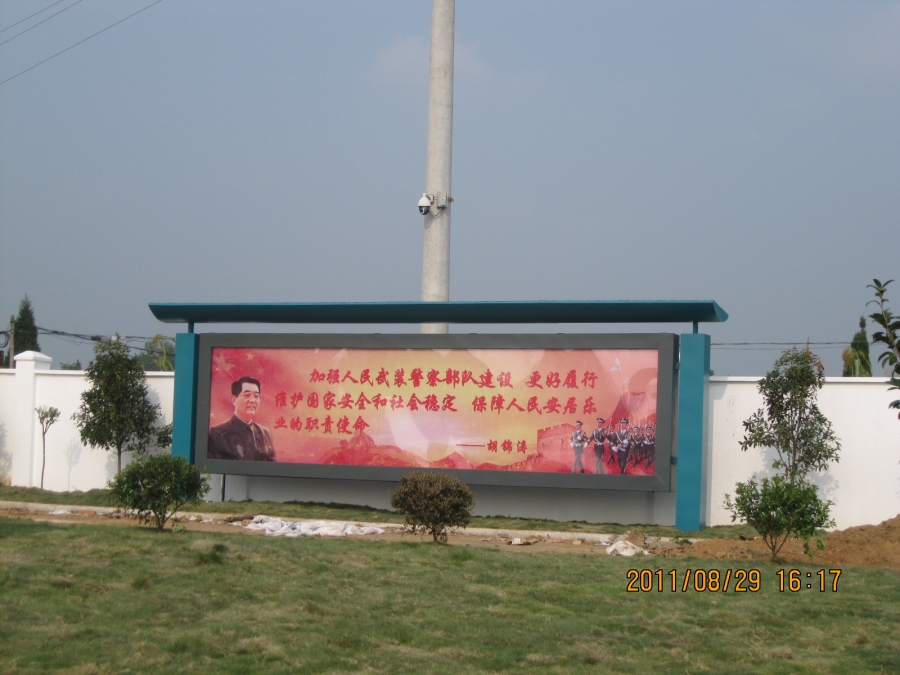 加强人民武装警察部队建设 更好履行
维护国家安全和社会稳定 保障人民安居乐
业的职责使命
——胡锦涛
2011/08/29 16:17